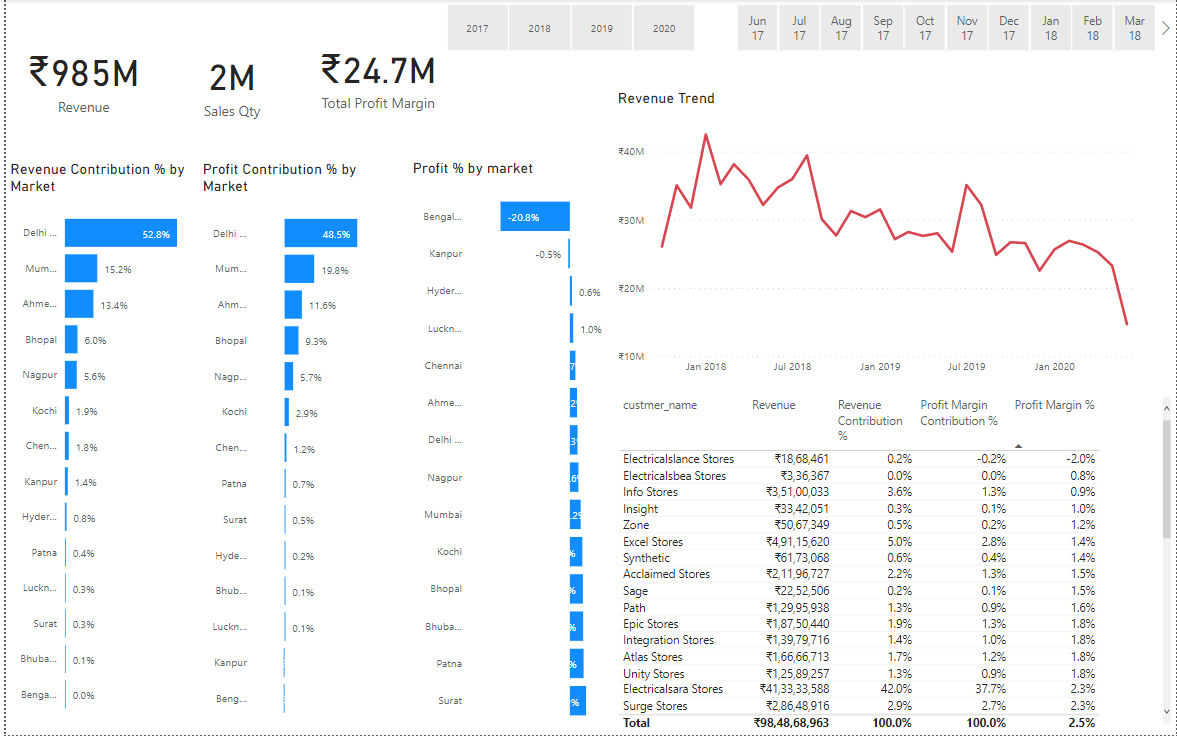 2017 2018 2019 2020
Jun 17 Jul 17 Aug 17 Sep 17 Oct 17 Nov 17 Dec 17 Jan 18 Feb 18 Mar 18
₹985M
Revenue
2M
Sales Qty
₹24.7M
Total Profit Margin
Revenue Contribution % by
Market
Delhi ... 52.8%
Mum... 15.2%
Ahme... 13.4%
Bhopal 6.0%
Nagpur 5.6%
Kochi 1.9%
Chen... 1.8%
Kanpur 1.4%
Hyder... 0.8%
Patna 0.4%
Luckn... 0.3%
Surat 0.3%
Bhuba... 0.1%
Benga... 0.0%
Profit Contribution % by
Market
Delhi ... 48.5%
Mum... 19.8%
Ahm... 11.6%
Bhopal 9.3%
Nagp... 5.7%
Kochi 2.9%
Chen... 1.2%
Patna 0.7%
Surat 0.5%
Hyde... 0.2%
Bhub... 0.1%
Luckn... 0.1%
Kanpur
Beng...
Profit % by market
Bengal... -20.8%
Kanpur -0.5%
Hyder... 0.6%
Luckn... 1.0%
Chennai
Ahme...
Delhi ...
Nagpur
Mumbai
Kochi %
Bhopal %
Bhuba... %
Patna %
Surat %
Revenue Trend
₹40M
₹30M
₹20M
₹10M
Jan 2018 Jul 2018 Jan 2019 Jul 2019 Jan 2020
custmer_name Revenue Revenue Contribution % Profit Margin Contribution % Profit Margin %
Electricalslance Stores ₹18,68,461 0.2% -0.2% -2.0%
Electricalsbea Stores ₹3,36,367 0.0% 0.0% 0.8%
Info Stores ₹3,51,00,033 3.6% 1.3% 0.9%
Insight ₹33,42,051 0.3% 0.1% 1.0%
Zone ₹50,67,349 0.5% 0.2% 1.2%
Excel Stores ₹4,91,15,620 5.0% 2.8% 1.4%
Synthetic ₹61,73,068 0.6% 0.4% 1.4%
Acclaimed Stores ₹2,11,96,727 2.2% 1.3% 1.5%
Sage ₹22,52,506 0.2% 0.1% 1.5%
Path ₹1,29,95,938 1.3% 0.9% 1.6%
Epic Stores ₹1,87,50,440 1.9% 1.3% 1.8%
Integration Stores ₹1,39,79,716 1.4% 1.0% 1.8%
Atlas Stores ₹1,66,66,713 1.7% 1.2% 1.8%
Unity Stores ₹1,25,89,257 1.3% 0.9% 1.8%
Electricalsara Stores ₹41,33,33,588 42.0% 37.7% 2.3%
Surge Stores ₹2,86,48,916 2.9% 2.7% 2.3%
Total ₹98,48,68,963 100.0% 100.0% 2.5%